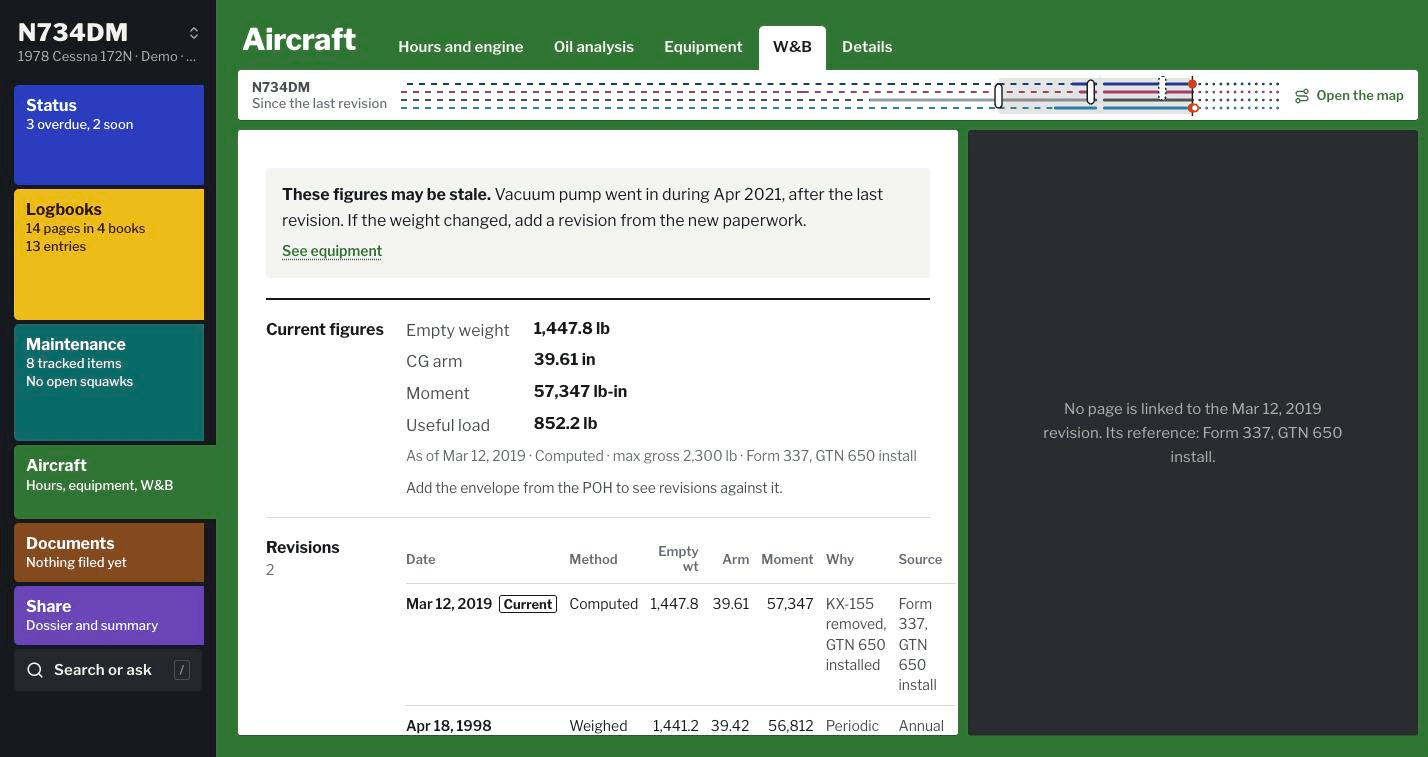 N734DM
1978 Cessna 172N · Demo · ...
Status
3 overdue, 2 soon
Logbooks
14 pages in 4 books
13 entries
Maintenance
8 tracked items
No open squawks
Aircraft
Hours, equipment, W&B
Documents
Nothing filed yet
Share
Dossier and summary
Search or ask /
Aircraft
Hours and engine
Oil analysis
Equipment
W&B
Details
N734DM
Since the last revision
Open the map
These figures may be stale. Vacuum pump went in during Apr 2021, after the last
revision. If the weight changed, add a revision from the new paperwork.
See equipment
Current figures
Empty weight 1,447.8 lb
CG arm 39.61 in
Moment 57,347 lb-in
Useful load 852.2 lb
As of Mar 12, 2019 · Computed · max gross 2,300 lb · Form 337, GTN 650 install
Add the envelope from the POH to see revisions against it.
Revisions
2
Date Method Empty wt Arm Moment Why Source
Mar 12, 2019 Current Computed 1,447.8 39.61 57,347
KX-155
removed,
GTN 650
installed
Form
337,
GTN
650
install
Apr 18, 1998 Weighed 1,441.2 39.42 56,812 Periodic Annual
No page is linked to the Mar 12, 2019
revision. Its reference: Form 337, GTN 650
install.